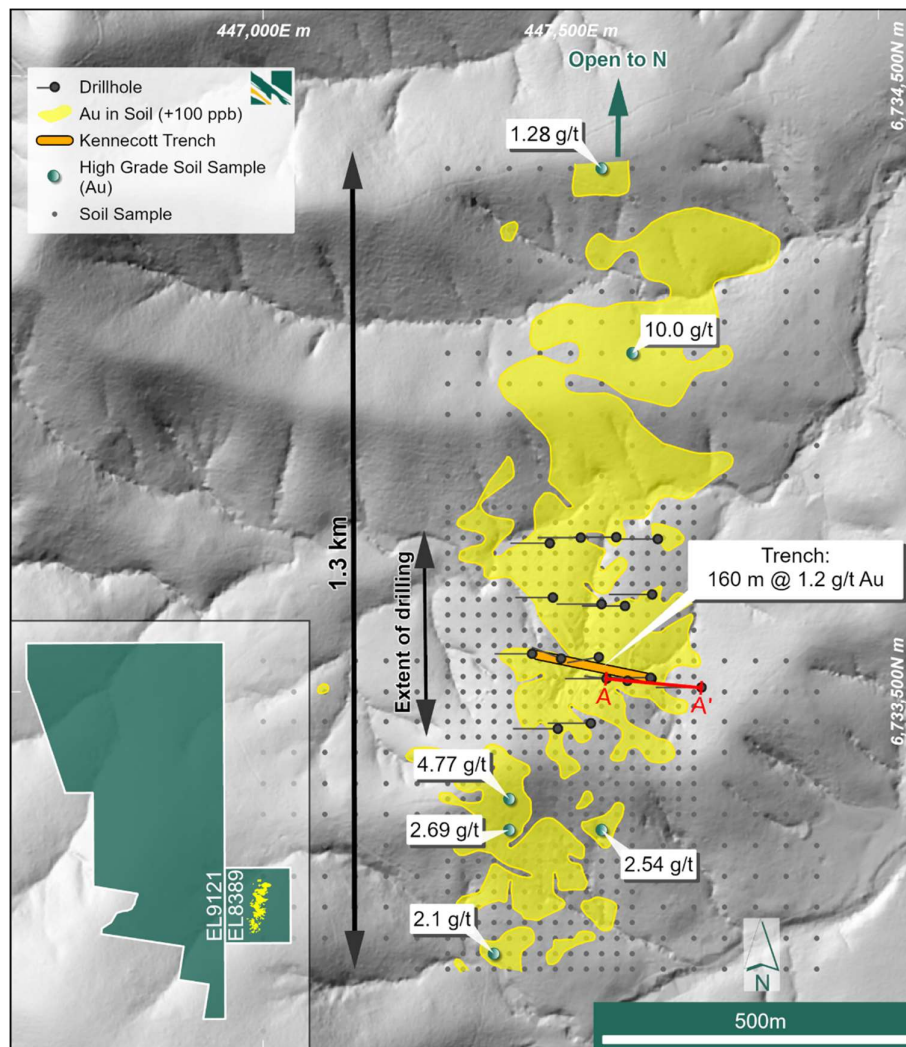 447,000E m
447,500E m
6,734,500N m
Open to N
Drillhole
Au in Soil (+100 ppb)
Kennecott Trench
High Grade Soil Sample
(Au)
Soil Sample
1.28 g/t
10.0 g/t
1.3 km
Extent of drilling
Trench:
160 m @ 1.2 g/t Au
A
A'
6,733,500N m
4.77 g/t
2.69 g/t
2.54 g/t
2.1 g/t
EL9121
EL8389
N
500m